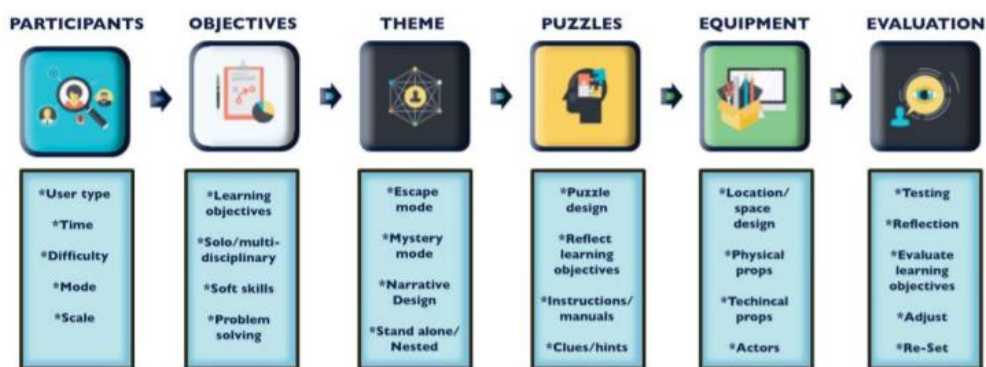 PARTICIPANTS
OBJECTIVES
THEME
PUZZLES
EQUIPMENT
EVALUATION
*User type
*Time
*Difficulty
*Mode
*Scale
*Learning
objectives
*Solo/multi-
disciplinary
*Soft skills
*Problem
solving
*Escape
mode
*Mystery
mode
*Narrative
Design
*Stand alone/
Nested
*Puzzle
design
*Reflect
learning
objectives
*Instructions/
manuals
*Clues/hints
*Location/
space
design
*Physical
props
*Techincal
props
*Actors
*Testing
*Reflection
*Evaluate
learning
objectives
*Adjust
*Re-Set